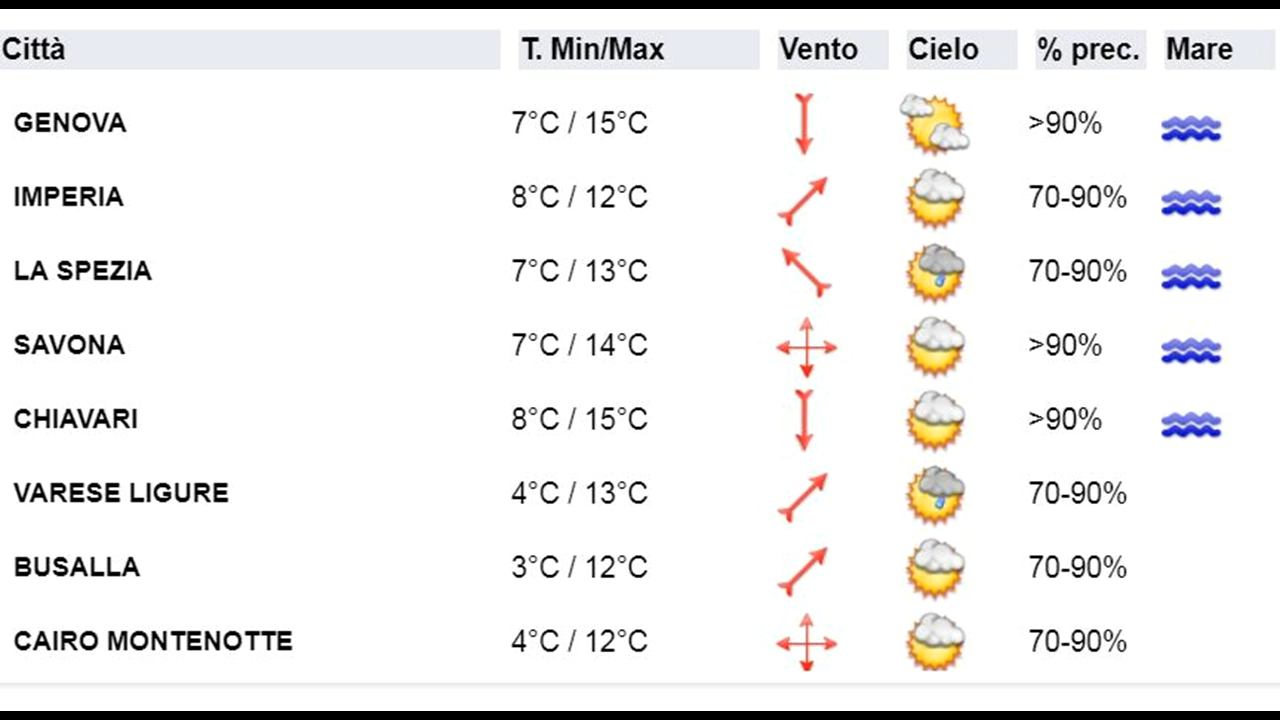 Città T. Min/Max Vento Cielo % prec. Mare
GENOVA 7°C / 15°C >90%
IMPERIA 8°C / 12°C 70-90%
LA SPEZIA 7°C / 13°C 70-90%
SAVONA 7°C / 14°C >90%
CHIAVARI 8°C / 15°C >90%
VARESE LIGURE 4°C / 13°C 70-90%
BUSALLA 3°C / 12°C 70-90%
CAIRO MONTENOTTE 4°C / 12°C 70-90%